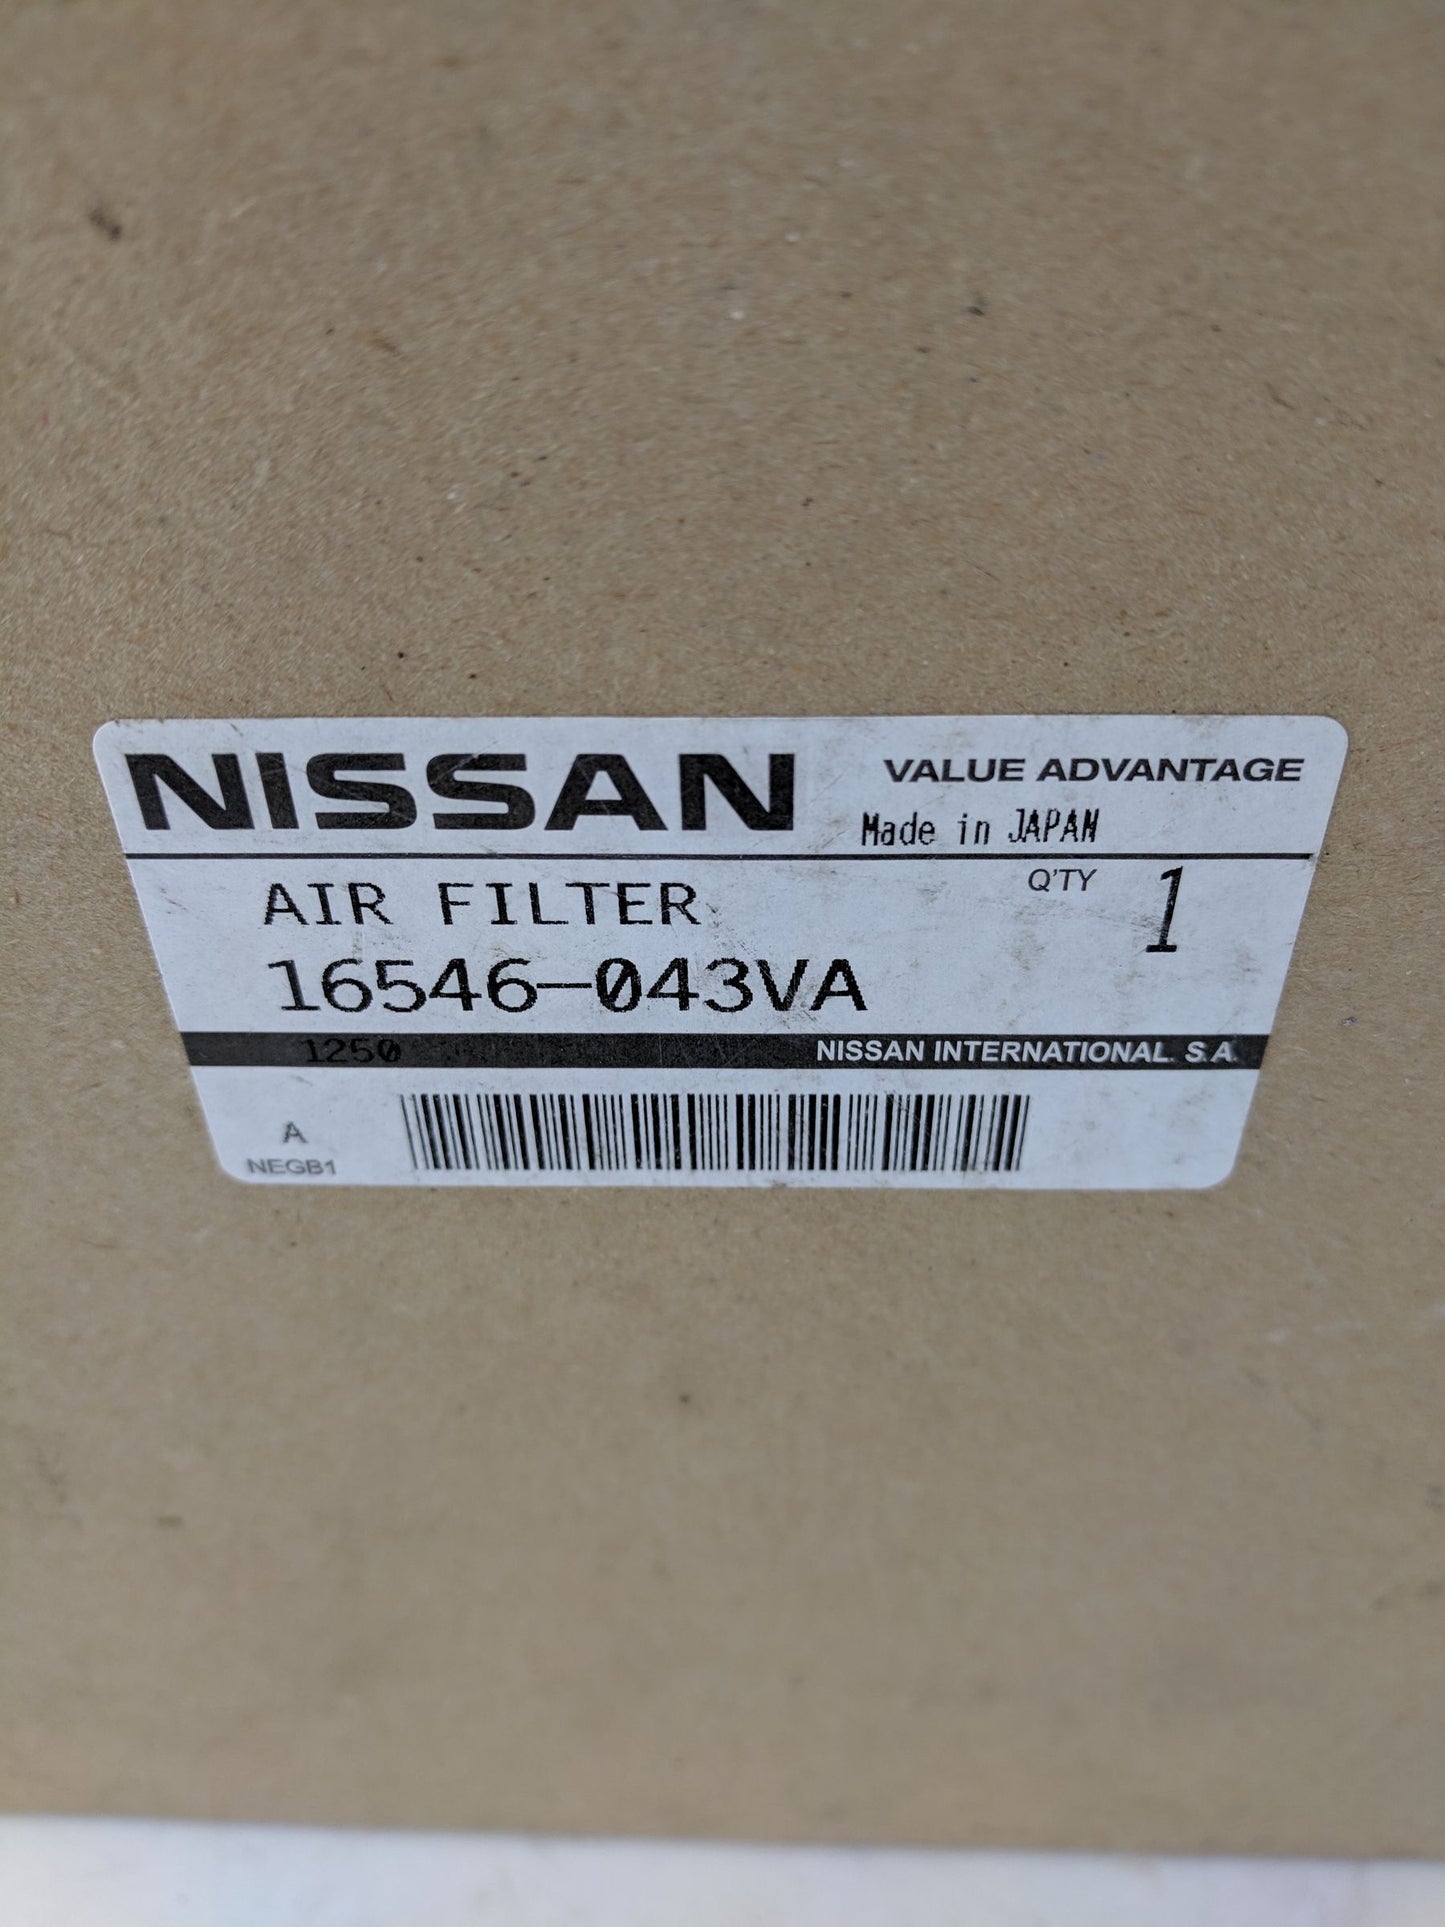 NISSAN
VALUE ADVANTAGE
Made in JAPAN
AIR FILTER
Q'TY 1
16546-043VA
1250
NISSAN INTERNATIONAL S.A.
A
NEGB1